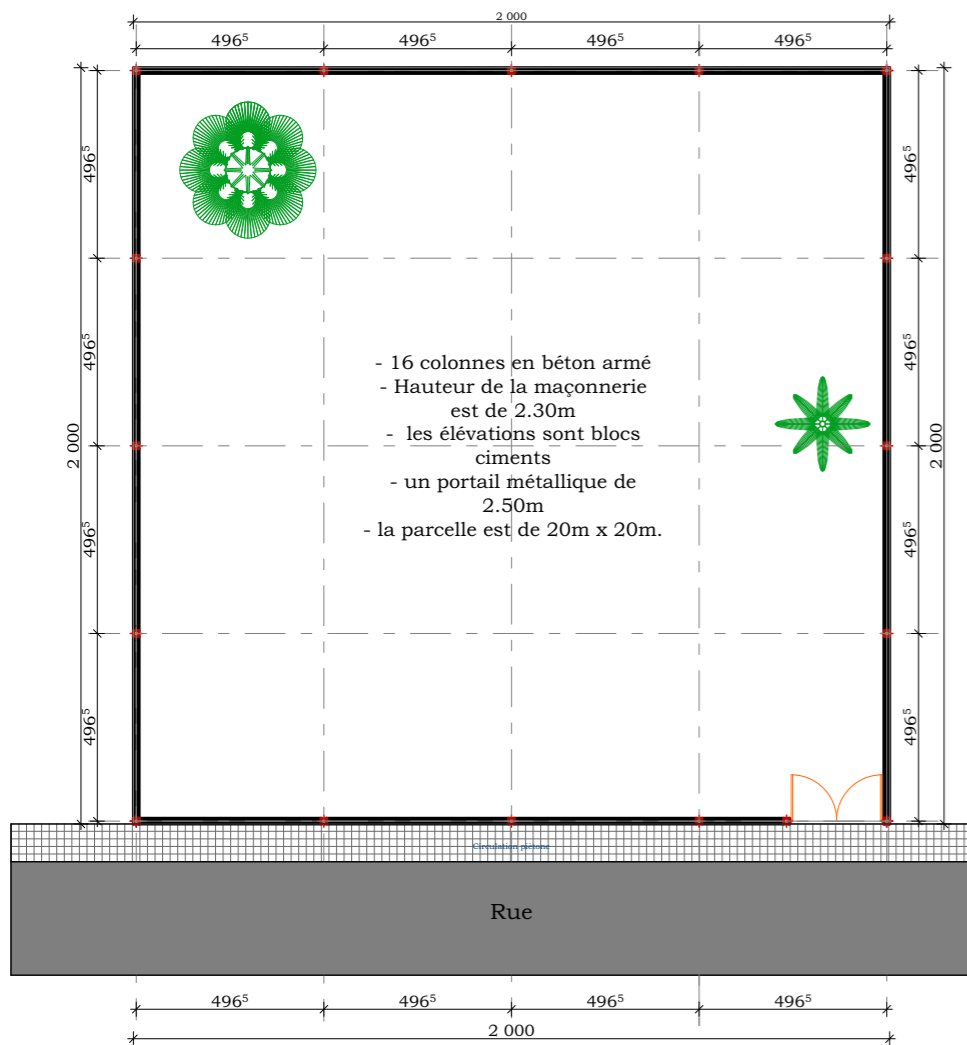 2 000
496⁵ 496⁵ 496⁵ 496⁵
496⁵
496⁵
496⁵
496⁵
2 000
- 16 colonnes en béton armé
- Hauteur de la maçonnerie
est de 2.30m
- les élévations sont blocs
ciments
- un portail métallique de
2.50m
- la parcelle est de 20m x 20m.
496⁵
496⁵
496⁵
496⁵
2 000
Circulation piétone
Rue
496⁵ 496⁵ 496⁵ 496⁵
2 000